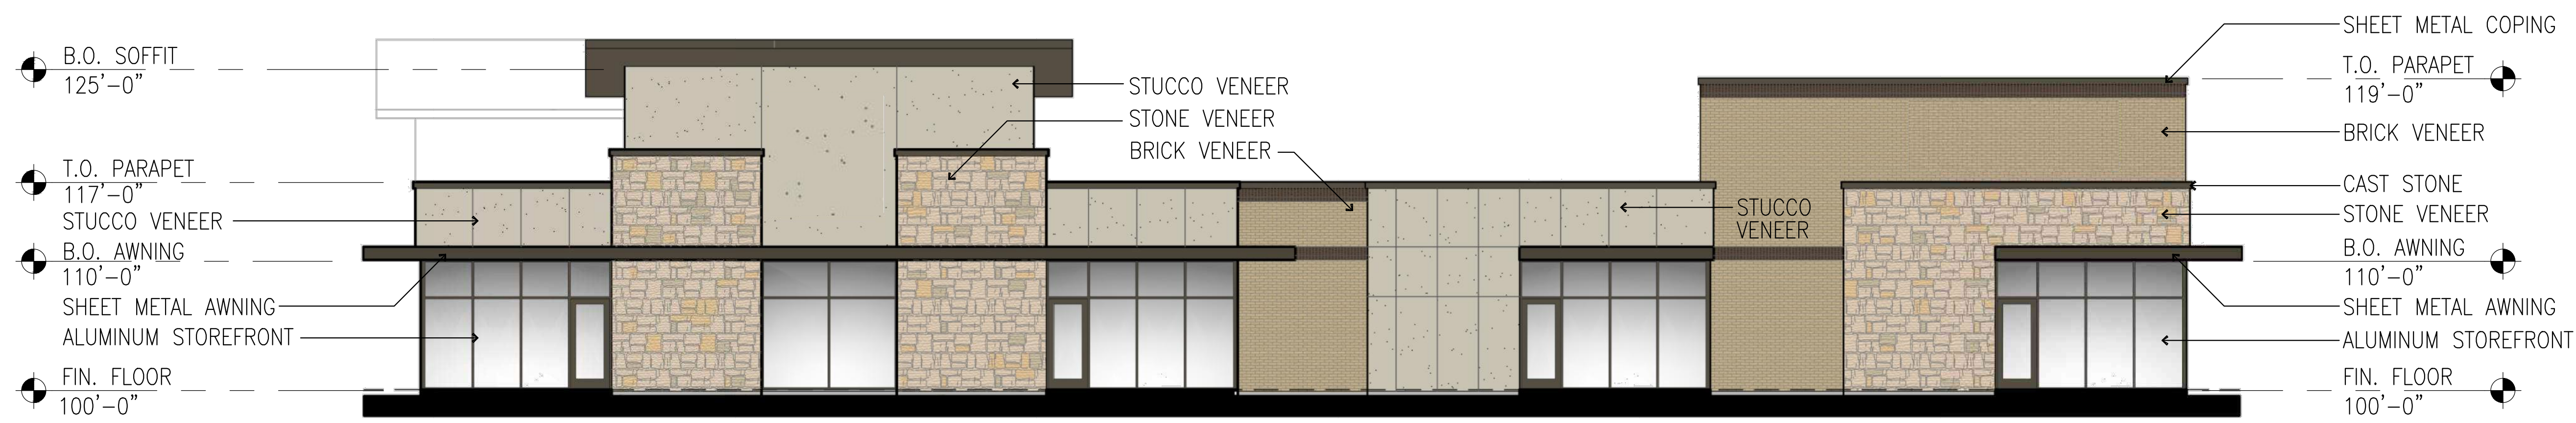 B.O. SOFFIT
125'-0"
T.O. PARAPET
117'-0"
STUCCO VENEER
B.O. AWNING
110'-0"
SHEET METAL AWNING
ALUMINUM STOREFRONT
FIN. FLOOR
100'-0"
STUCCO VENEER
STONE VENEER
BRICK VENEER
STUCCO
VENEER
SHEET METAL COPING
T.O. PARAPET
119'-0"
BRICK VENEER
CAST STONE
STONE VENEER
B.O. AWNING
110'-0"
SHEET METAL AWNING
ALUMINUM STOREFRONT
FIN. FLOOR
100'-0"